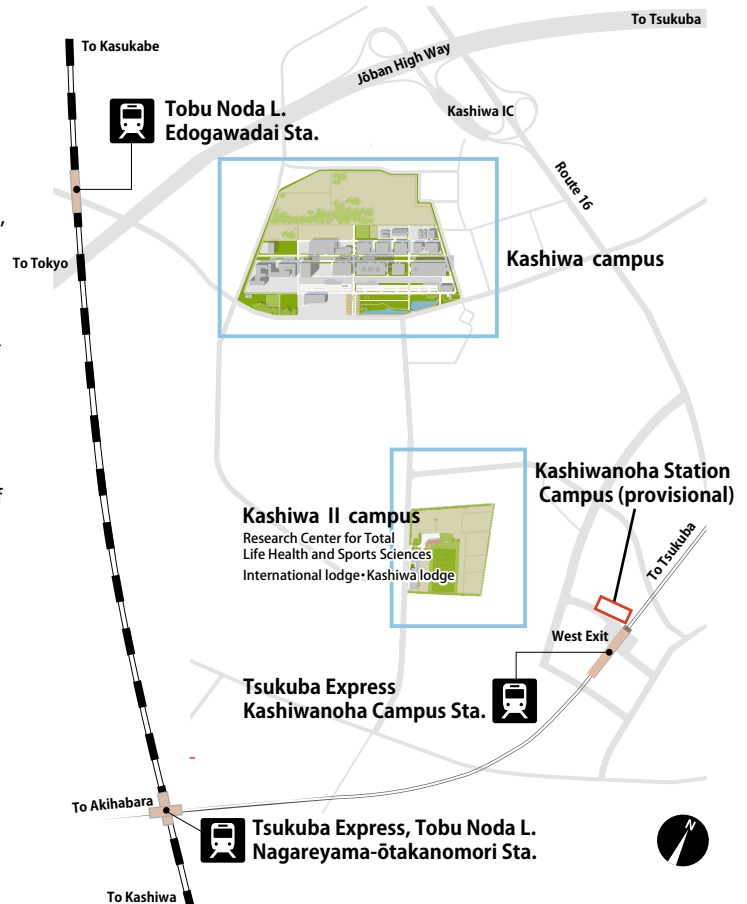 To Tsukuba
To Kasukabe
Jōban High Way
Tobu Noda L.
Edogawadai Sta.
Kashiwa IC
Route 16
,
To Tokyo
Kashiwa campus
Kashiwanoha Station
Campus (provisional)
f
Kashiwa II campus
Research Center for Total
Life Health and Sports Sciences
International lodge・Kashiwa lodge
To Tsukuba
West Exit
Tsukuba Express
Kashiwanoha Campus Sta.
To Akihabara
Tsukuba Express, Tobu Noda L.
Nagareyama-ōtakanomori Sta.
N
To Kashiwa